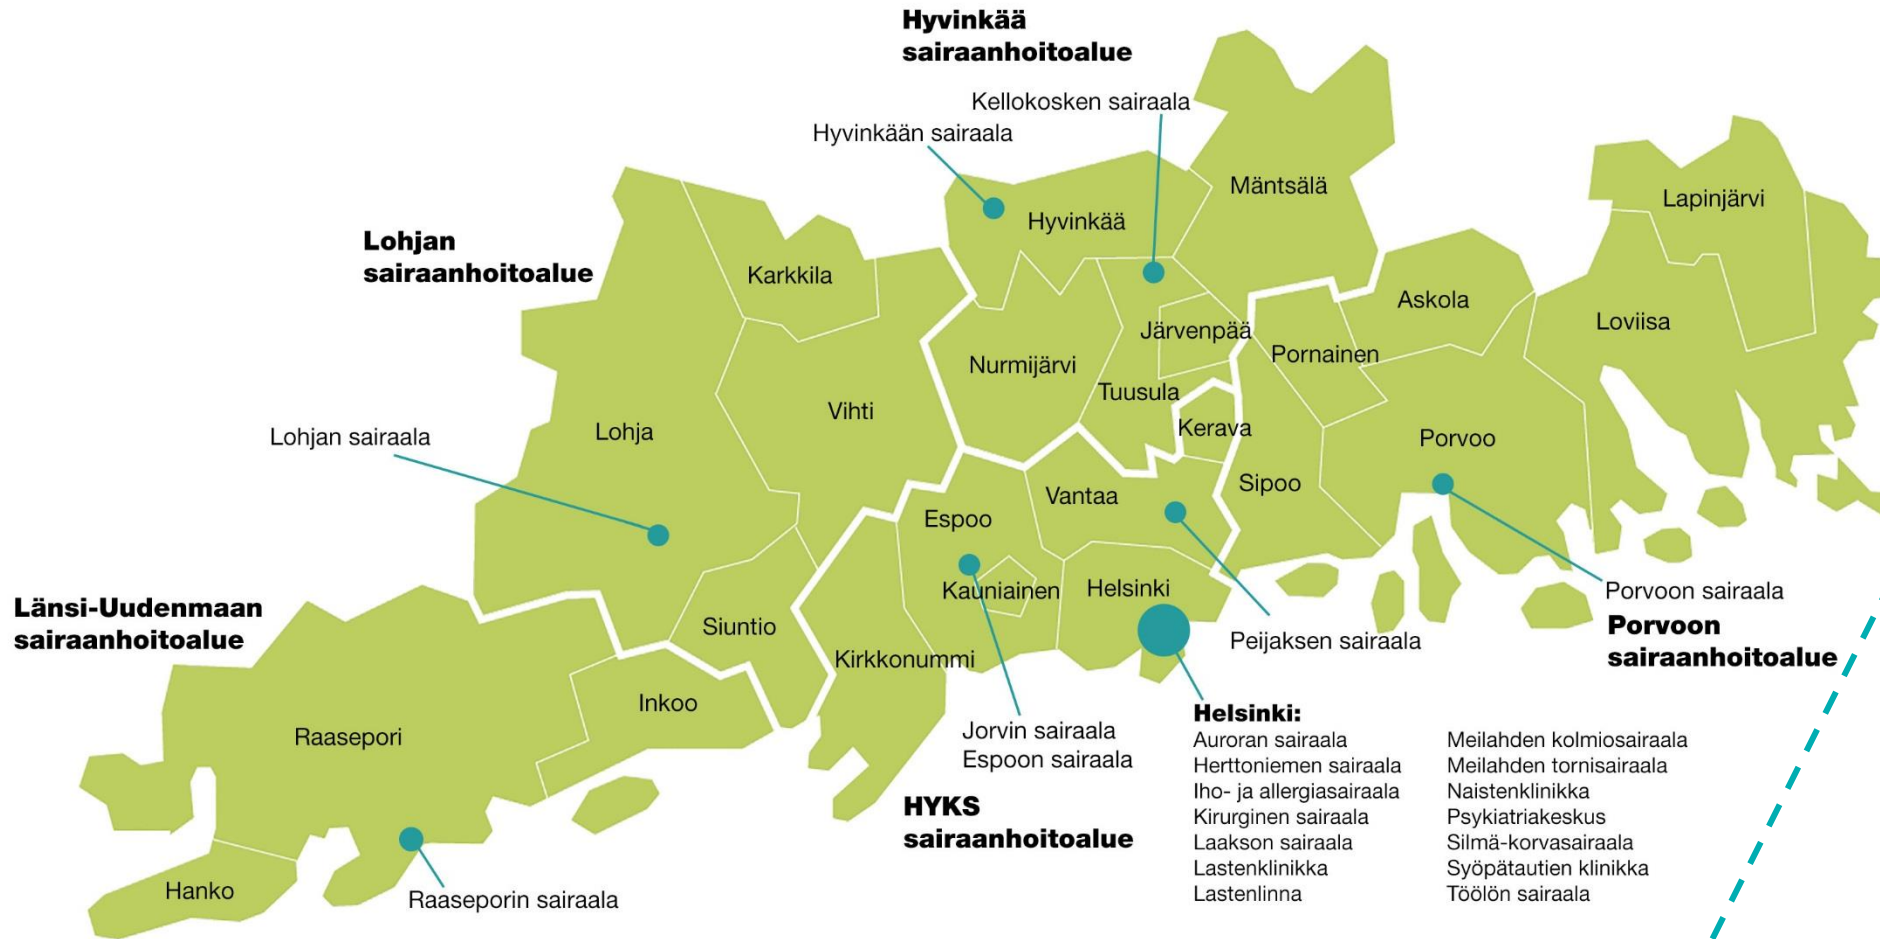 Hyvinkää
sairaanhoitoalue
Kellokosken sairaala
Hyvinkään sairaala
Mäntsälä
Lapinjärvi
Hyvinkää
Lohjan
sairaanhoitoalue
Karkkila
Askola
Loviisa
Järvenpää
Pornainen
Nurmijärvi
Tuusula
Vihti
Kerava
Lohja
Porvoo
Lohjan sairaala
Sipoo
Vantaa
Espoo
Kauniainen
Helsinki
Porvoon sairaala
Porvoon
sairaanhoitoalue
Länsi-Uudenmaan
sairaanhoitoalue
Siuntio
Peijaksen sairaala
Kirkkonummi
Inkoo
Raasepori
Jorvin sairaala
Espoon sairaala
HYKS
sairaanhoitoalue
Helsinki:
Auroran sairaala
Herttoniemen sairaala
Iho- ja allergiasairaala
Kirurginen sairaala
Laakson sairaala
Lastenklinikka
Lastenlinna
Meilahden kolmiosairaala
Meilahden tornisairaala
Naistenklinikka
Psykiatriakeskus
Silmä-korvasairaala
Syöpätautien klinikka
Töölön sairaala
Hanko
Raaseporin sairaala